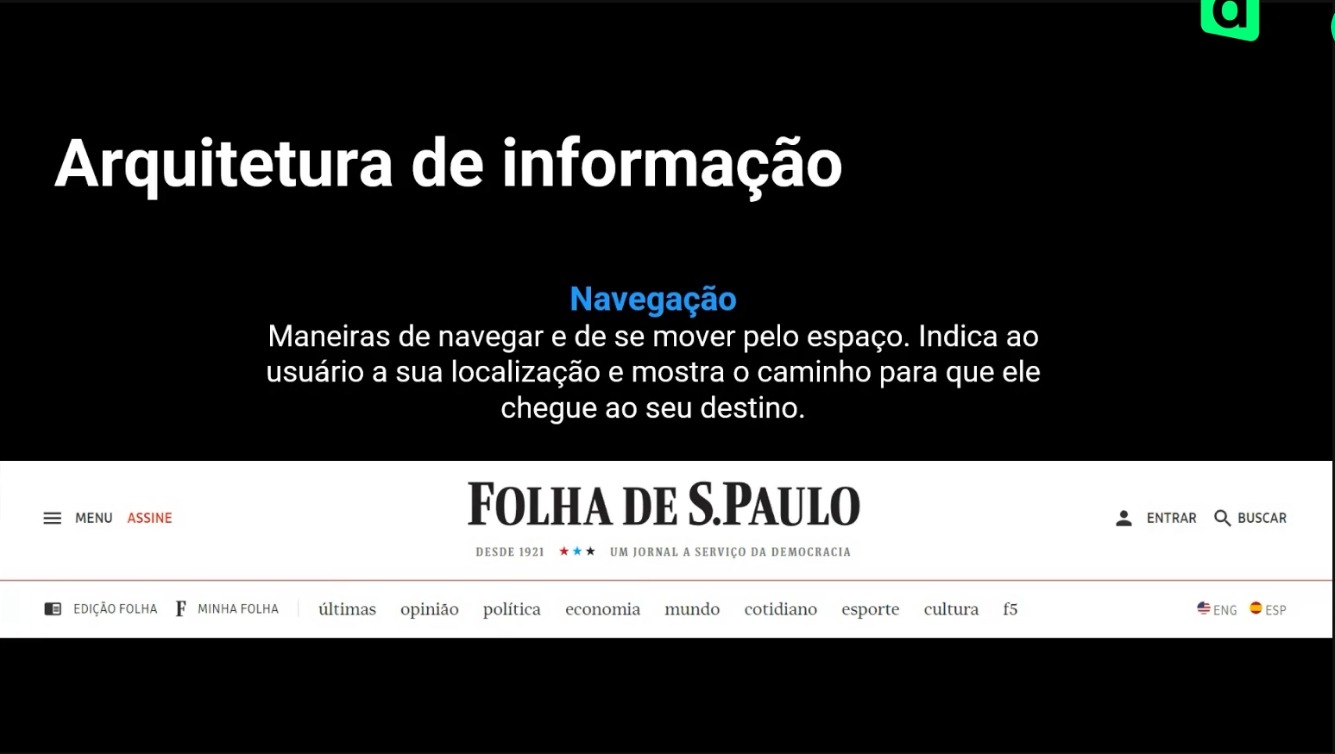 Arquitetura de informação
Navegação
Maneiras de navegar e de se mover pelo espaço. Indica ao
usuário a sua localização e mostra o caminho para que ele
chegue ao seu destino.
FOLHA DE S.PAULO
MENU ASSINE
ENTRAR BUSCAR
DESDE 1921 ★★★ UM JORNAL A SERVIÇO DA DEMOCRACIA
EDIÇÃO FOLHA F MINHA FOLHA últimas opinião política economia mundo cotidiano esporte cultura f5 ENG ESP